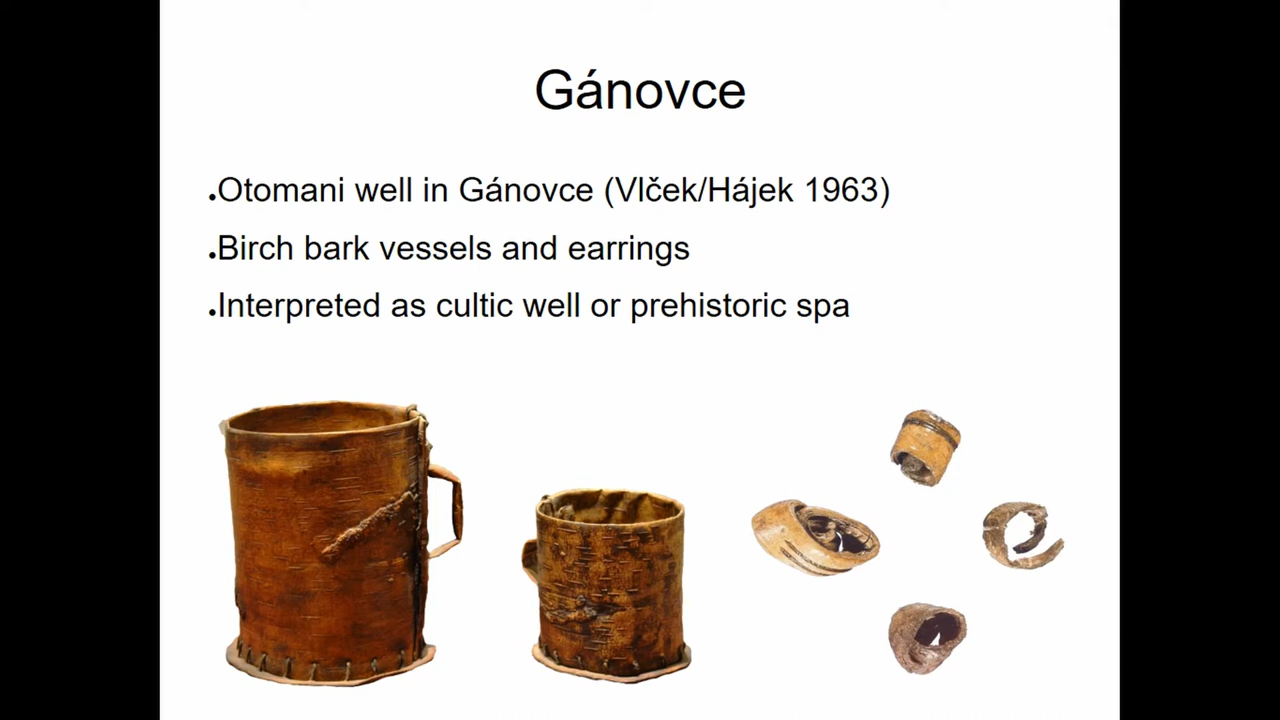 Gánovce
.Otomani well in Gánovce (Vlček/Hájek 1963)
.Birch bark vessels and earrings
.Interpreted as cultic well or prehistoric spa